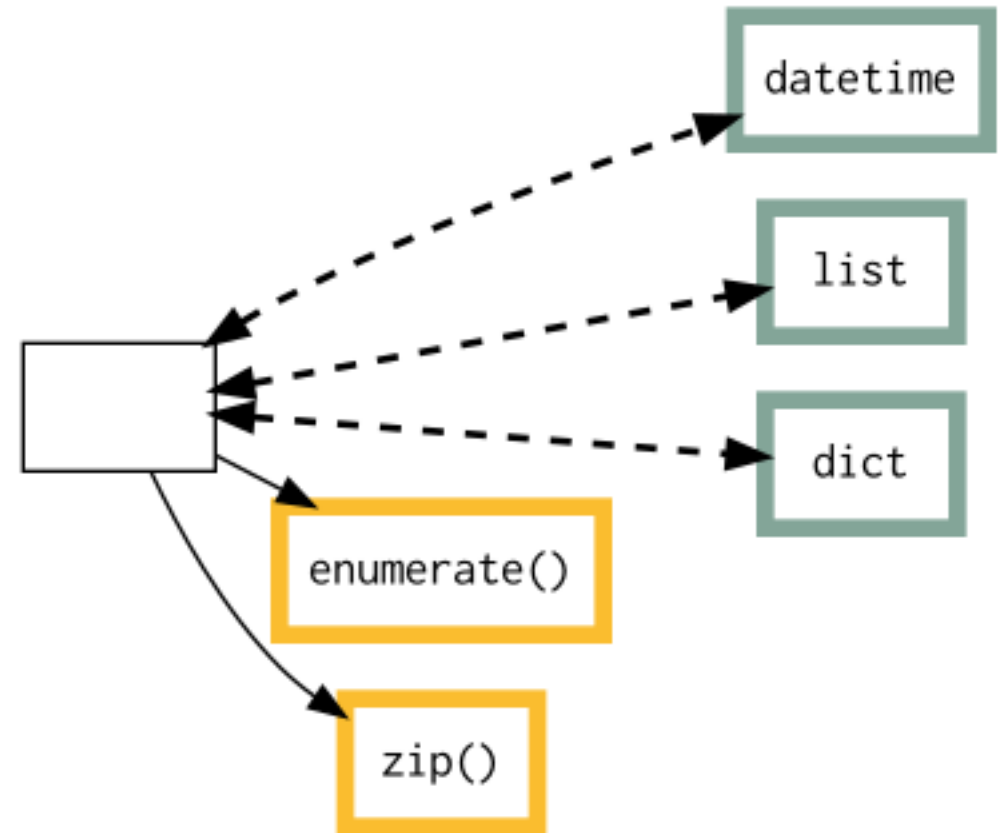 datetime
list
dict
enumerate()
zip()